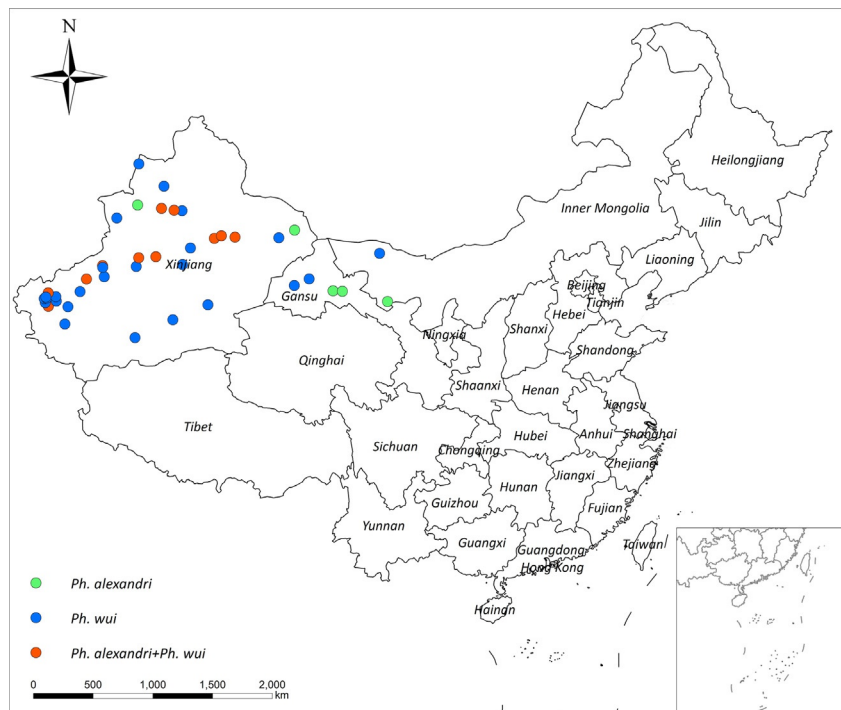 N
Heilongjiang
Inner Mongolia
Jilin
Xinjiang
Liaoning
Gansu
Beijing
Tianjin
Hebei
Ningxia
Shanxi
Shandong
Qinghai
Shaanxi
Henan
Jiangsu
Tibet
Sichuan
Chongqing
Hubei
Anhui
Shanghai
Zhejiang
Hunan
Jiangxi
Guizhou
Fujian
Yunnan
Guangxi
Guangdong
Taiwan
Hong Kong
Hainan
Ph. alexandri
Ph. wui
Ph. alexandri+Ph. wui
0 500 1,000 1,500 2,000
km